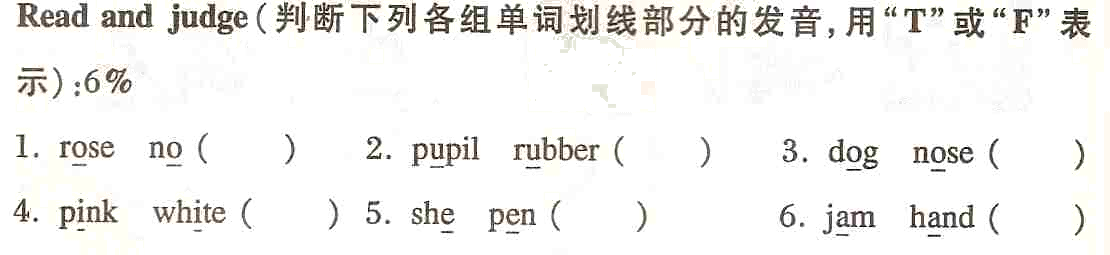 Read and judge(判断下列各组单词划线部分的发音,用“T”或“F”表
示):6%
1. rose no ( ) 2. pupil rubber ( ) 3. dog nose ( )
4. pink white ( ) 5. she pen ( ) 6. jam hand ( )